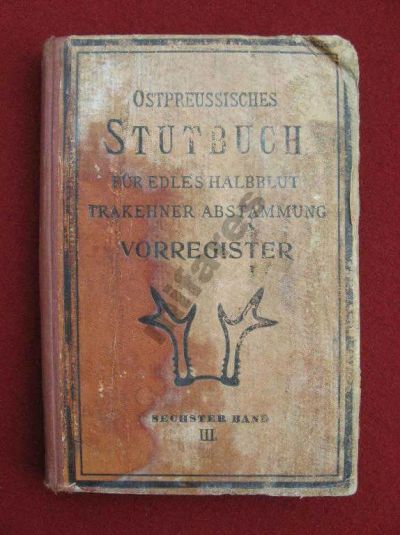 OSTPREUSSISCHES
STUTBUCH
FÜR EDLES HALBBLUT
TRAKEHNER ABSTAMMUNG
VORREGISTER
SECHSTER BAND
III.